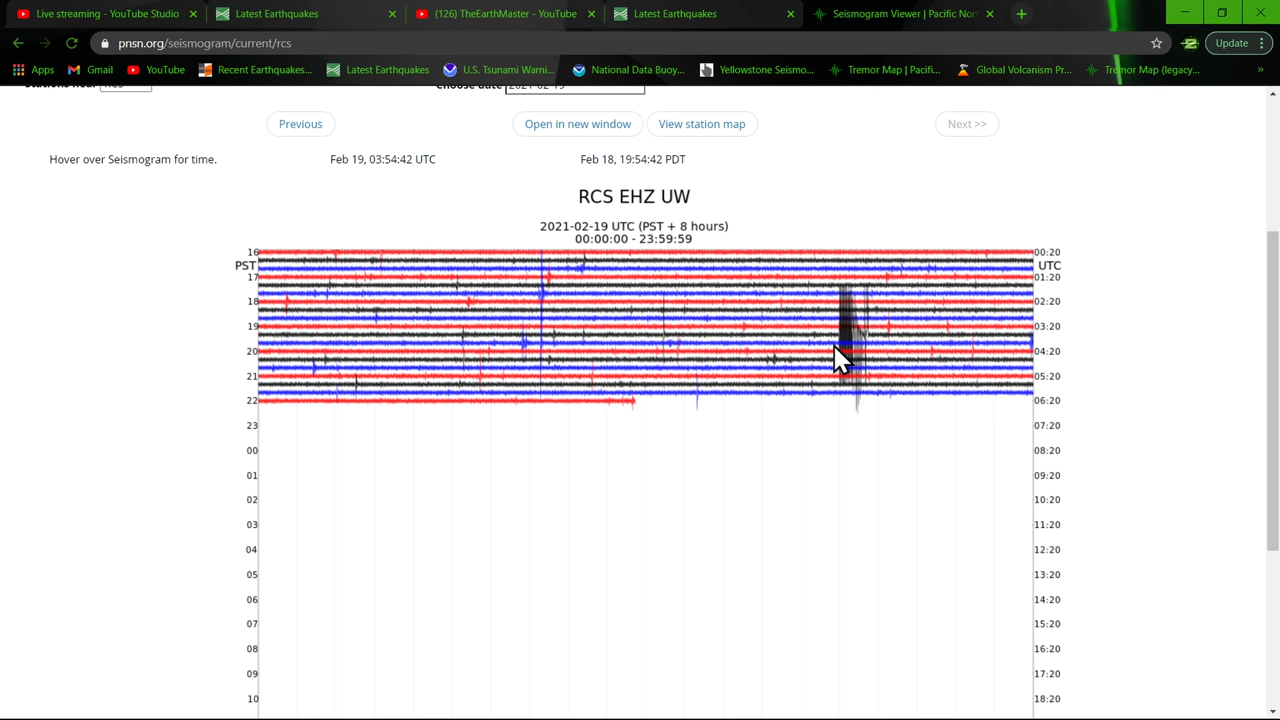 Live streaming - YouTube Studio
Latest Earthquakes
(126) TheEarthMaster - YouTube
Latest Earthquakes
Seismogram Viewer | Pacific Nort
pnsn.org/seismogram/current/rcs
Update
Apps
Gmail
YouTube
Recent Earthquakes...
Latest Earthquakes
U.S. Tsunami Warni...
National Data Buoy...
Yellowstone Seismo...
Tremor Map | Pacifi...
Global Volcanism Pr...
Tremor Map (legacy...
»
Choose date 2021-02-19
Previous
Open in new window
View station map
Next >>
Hover over Seismogram for time.
Feb 19, 03:54:42 UTC
Feb 18, 19:54:42 PDT
RCS EHZ UW
2021-02-19 UTC (PST + 8 hours)
00:00:00 - 23:59:59
16 00:20
PST UTC
17 01:20
18 02:20
19 03:20
20 04:20
21 05:20
22 06:20
23 07:20
00 08:20
01 09:20
02 10:20
03 11:20
04 12:20
05 13:20
06 14:20
07 15:20
08 16:20
09 17:20
10 18:20